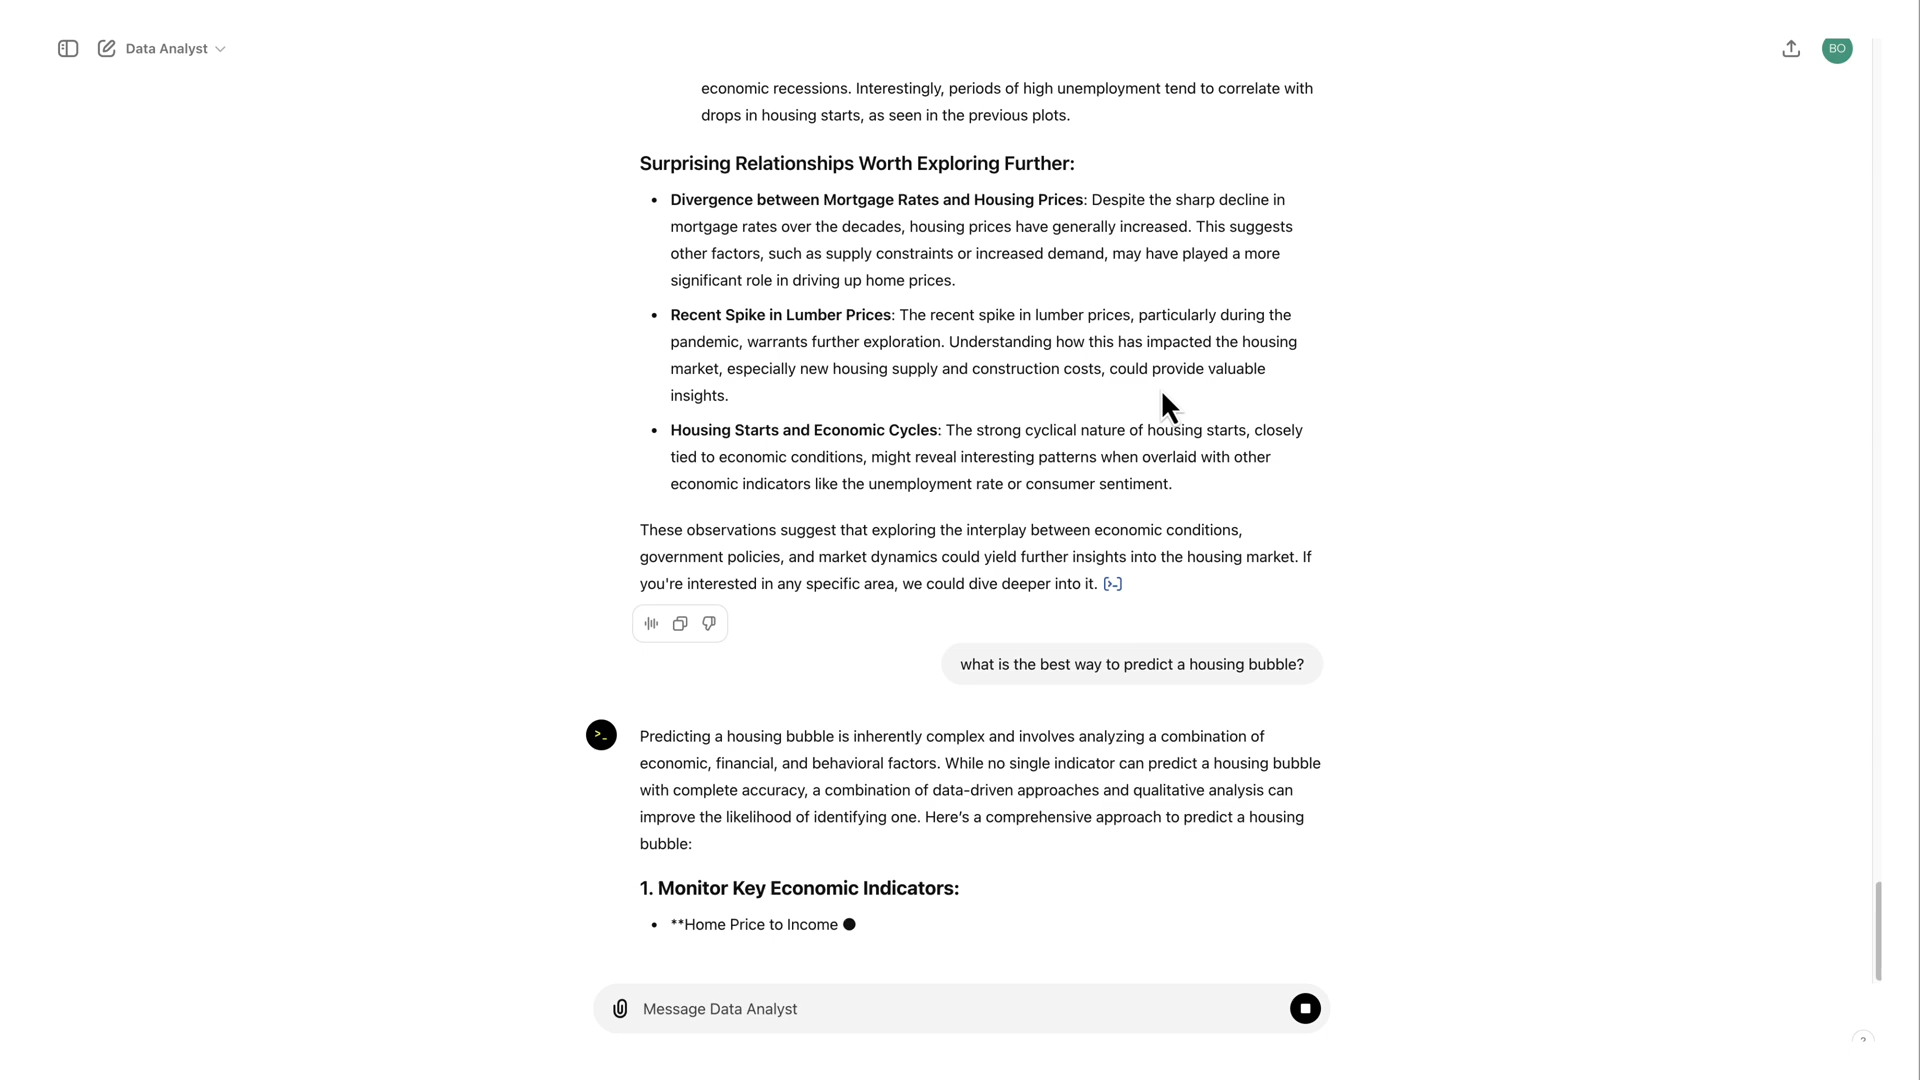 Data Analyst
BO
economic recessions. Interestingly, periods of high unemployment tend to correlate with
drops in housing starts, as seen in the previous plots.
Surprising Relationships Worth Exploring Further:
• Divergence between Mortgage Rates and Housing Prices: Despite the sharp decline in
mortgage rates over the decades, housing prices have generally increased. This suggests
other factors, such as supply constraints or increased demand, may have played a more
significant role in driving up home prices.
• Recent Spike in Lumber Prices: The recent spike in lumber prices, particularly during the
pandemic, warrants further exploration. Understanding how this has impacted the housing
market, especially new housing supply and construction costs, could provide valuable
insights.
• Housing Starts and Economic Cycles: The strong cyclical nature of housing starts, closely
tied to economic conditions, might reveal interesting patterns when overlaid with other
economic indicators like the unemployment rate or consumer sentiment.
These observations suggest that exploring the interplay between economic conditions,
government policies, and market dynamics could yield further insights into the housing market. If
you're interested in any specific area, we could dive deeper into it. [>-]
what is the best way to predict a housing bubble?
>_
Predicting a housing bubble is inherently complex and involves analyzing a combination of
economic, financial, and behavioral factors. While no single indicator can predict a housing bubble
with complete accuracy, a combination of data-driven approaches and qualitative analysis can
improve the likelihood of identifying one. Here’s a comprehensive approach to predict a housing
bubble:
1. Monitor Key Economic Indicators:
• **Home Price to Income
Message Data Analyst